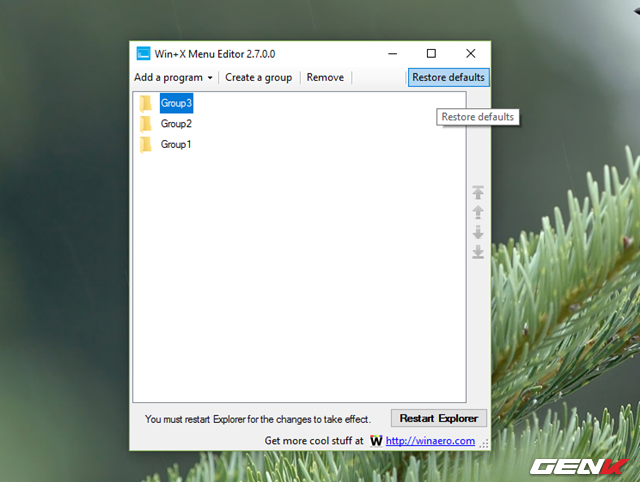 Win+X Menu Editor 2.7.0.0
Add a program Create a group Remove Restore defaults
Group3
Restore defaults
Group2
Group1
You must restart Explorer for the changes to take effect. Restart Explorer
Get more cool stuff at W http://winaero.com
GENK